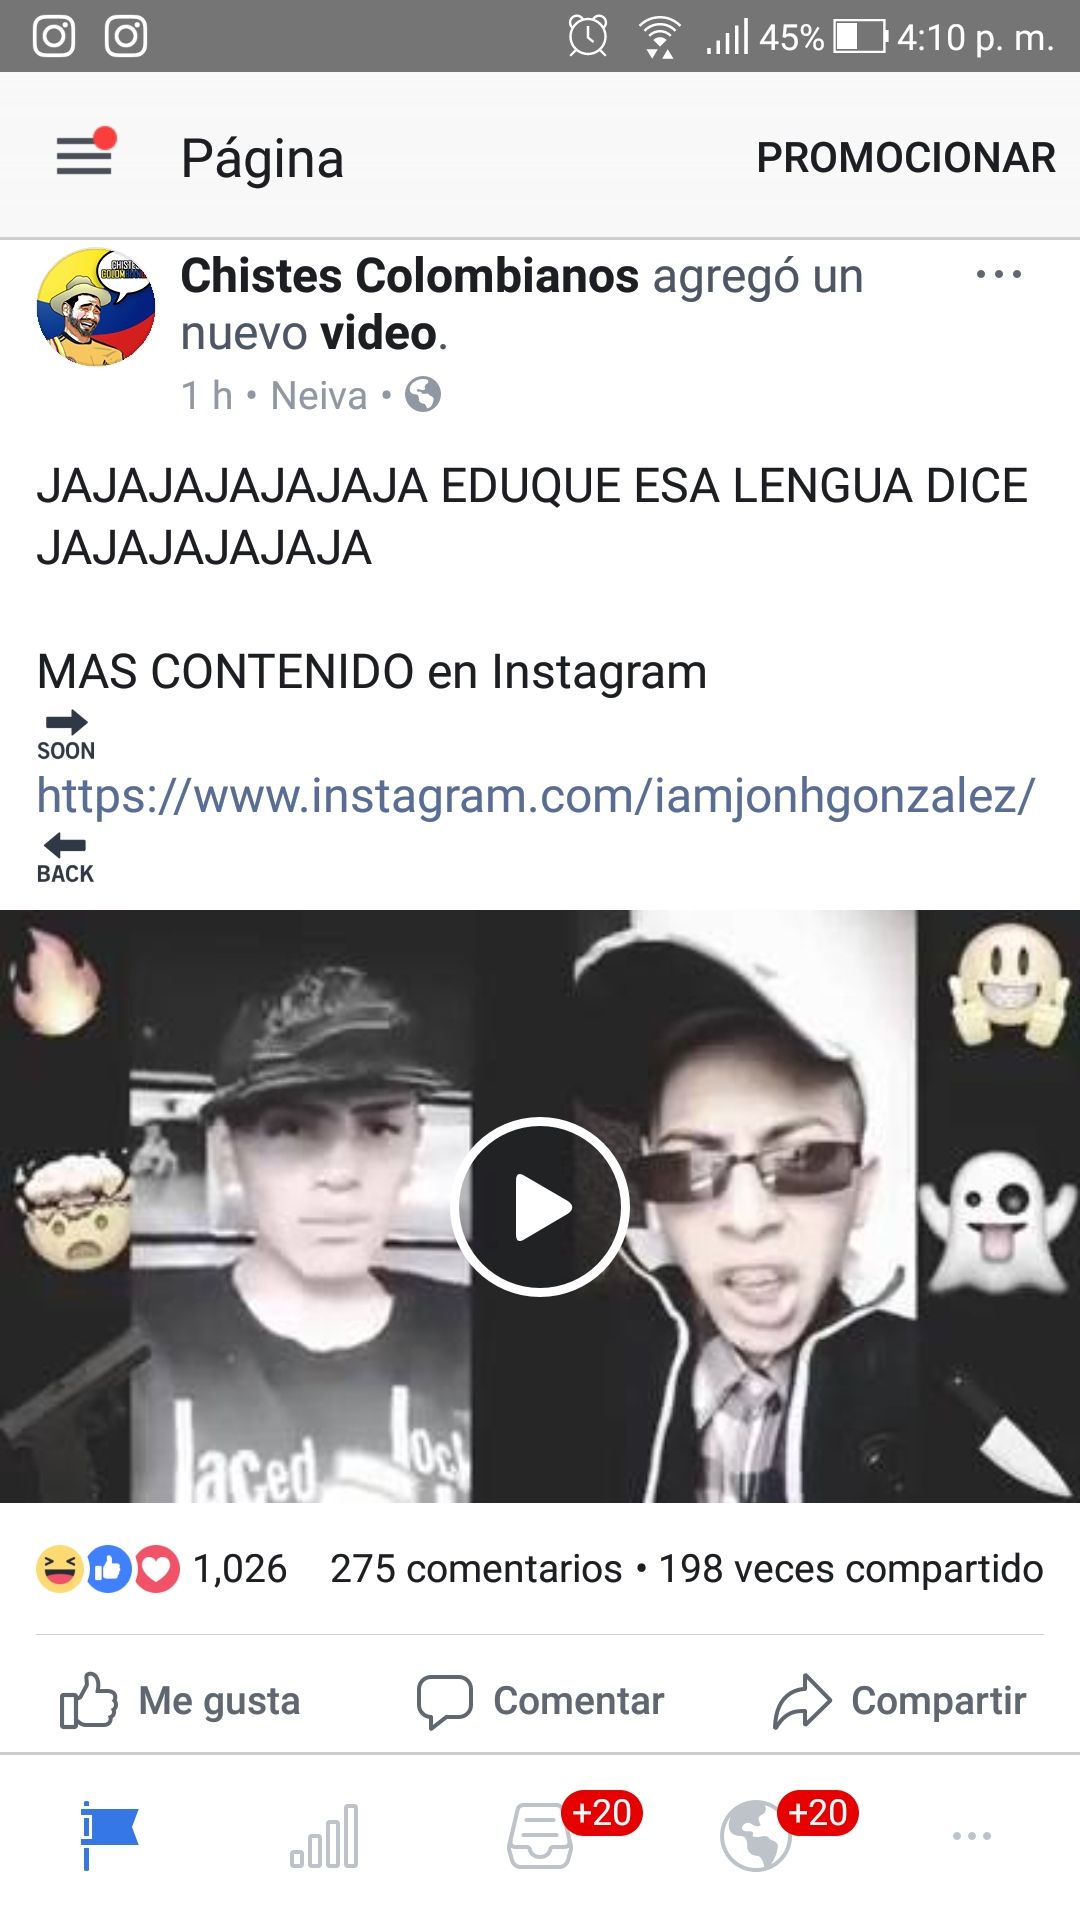 45% 4:10 p. m.
Página PROMOCIONAR
CHISTES
COLOMBIANOS
Chistes Colombianos agregó un
nuevo video.
1 h • Neiva •
JAJAJAJAJAJAJA EDUQUE ESA LENGUA DICE
JAJAJAJAJAJA
MAS CONTENIDO en Instagram
SOON
https://www.instagram.com/iamjonhgonzalez/
BACK
1,026 275 comentarios • 198 veces compartido
Me gusta Comentar Compartir
+20 +20